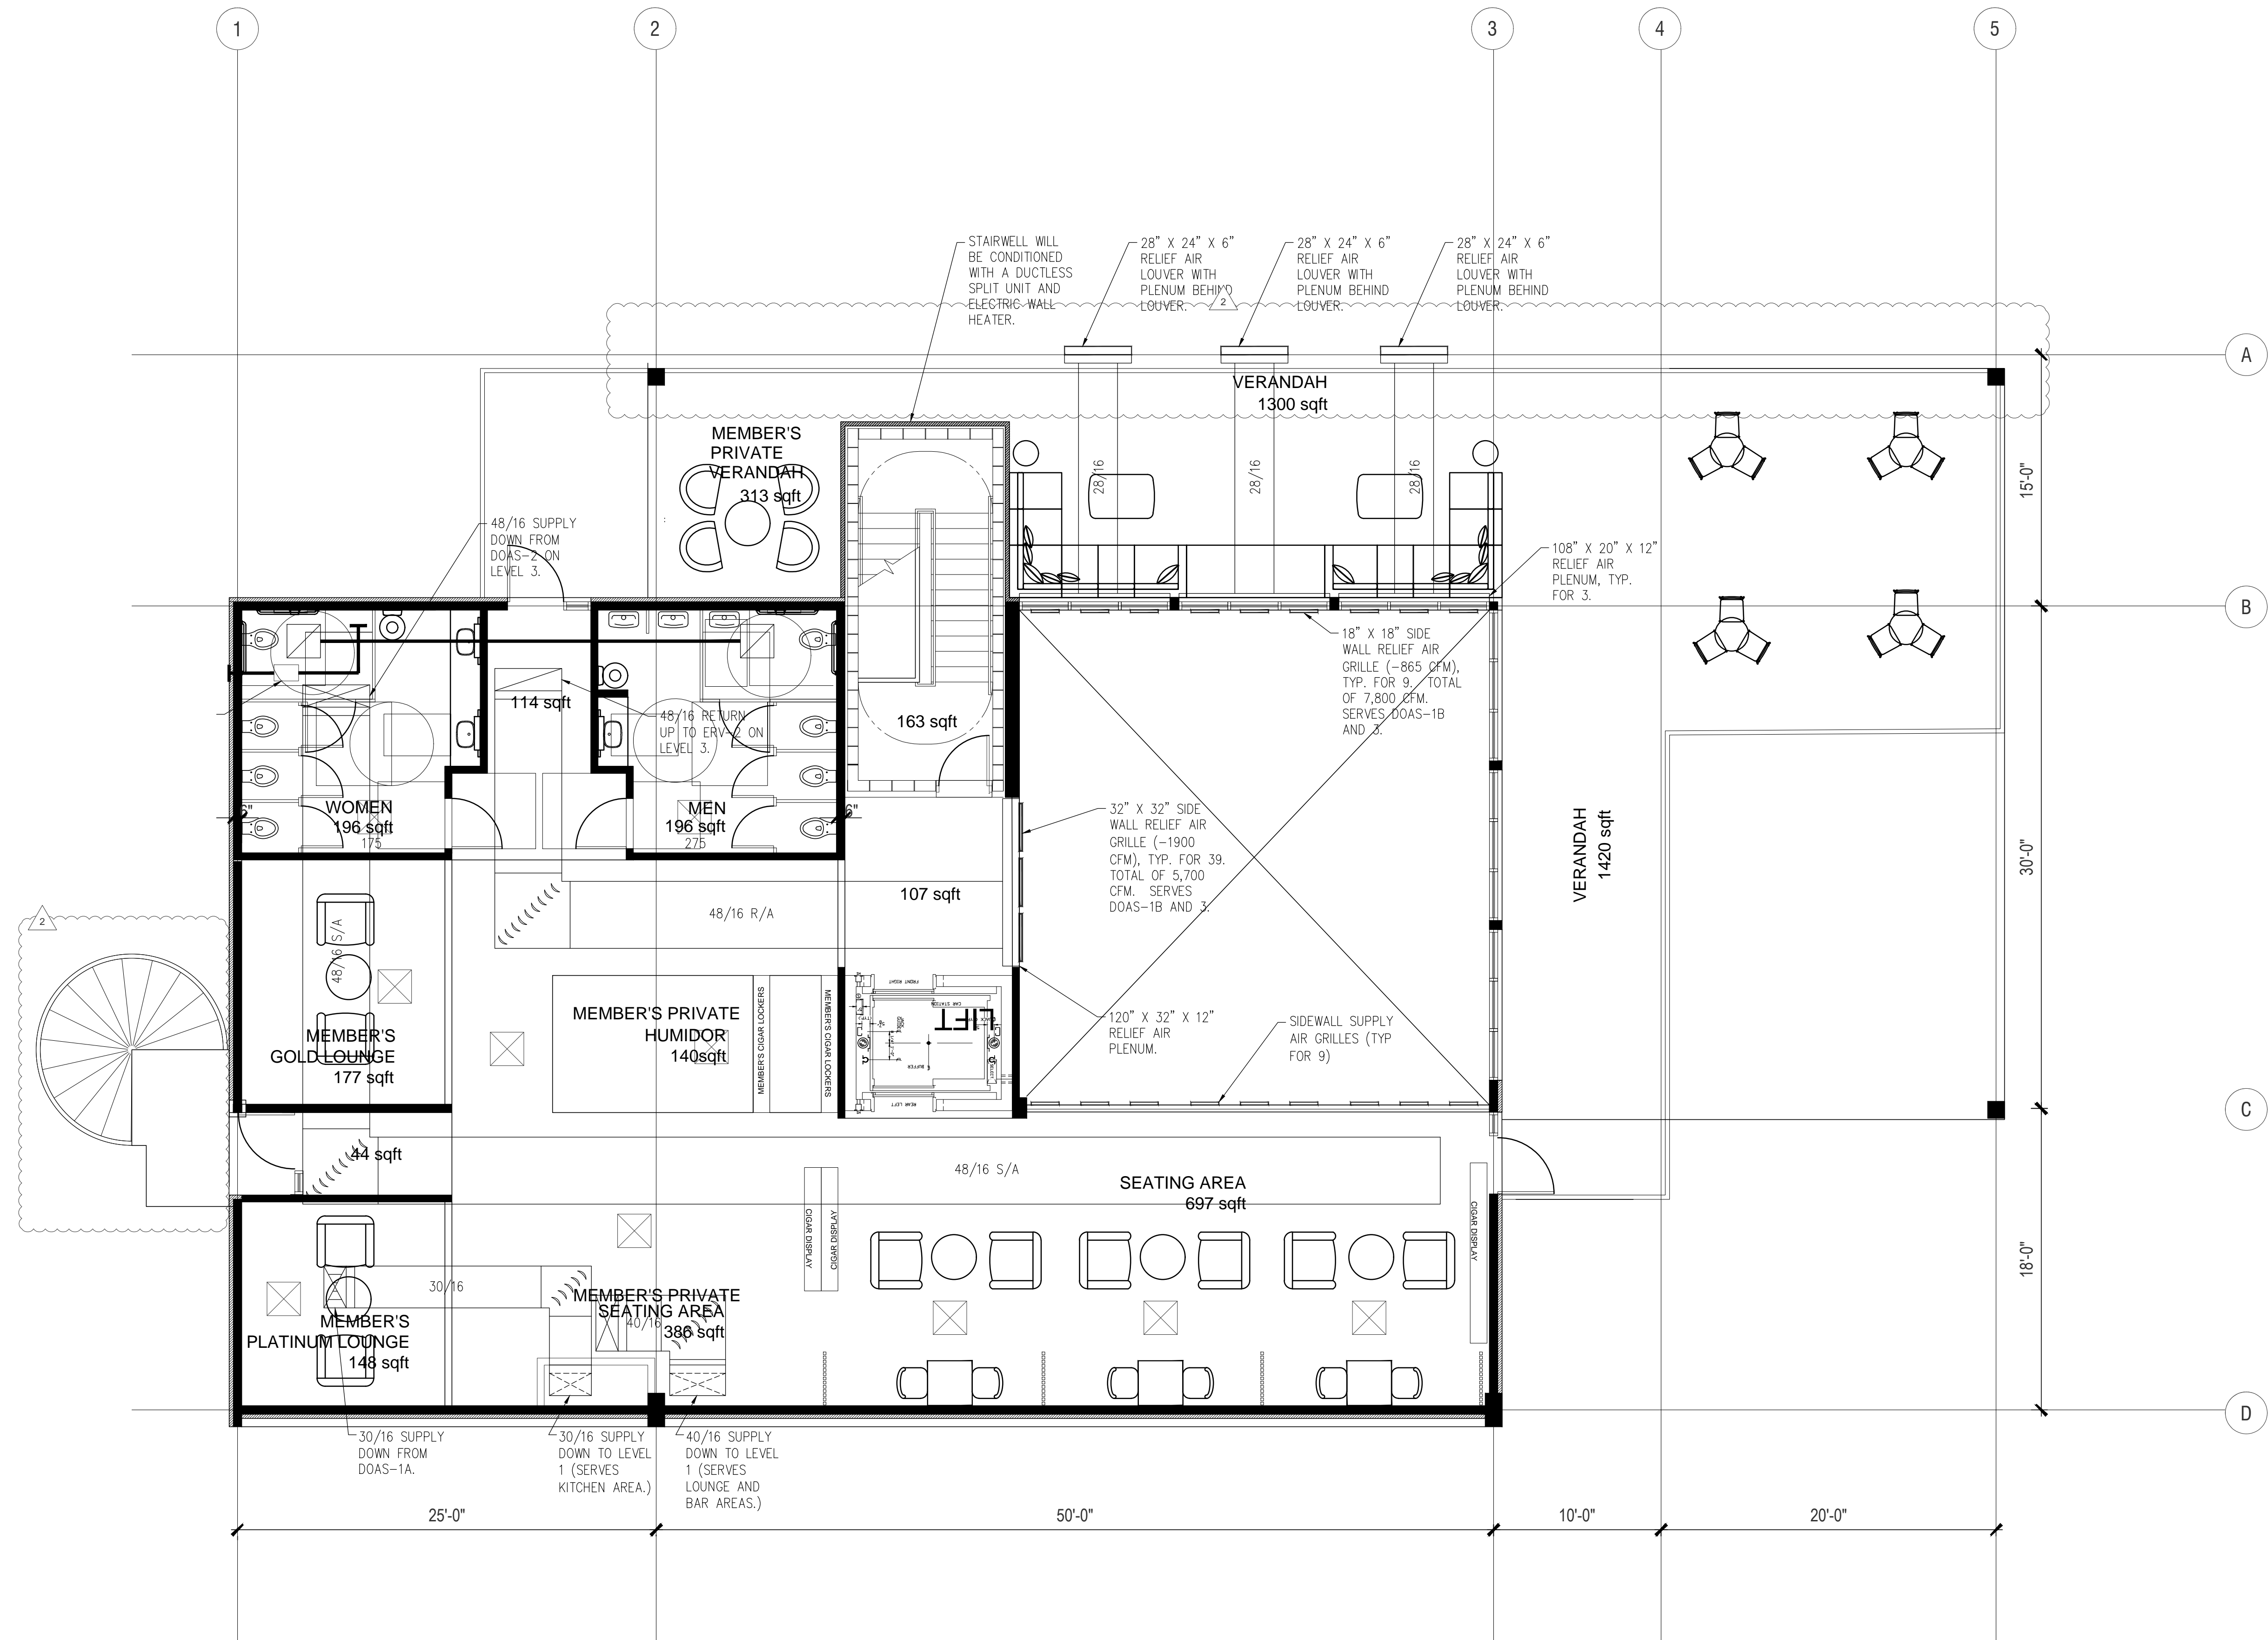 1
2
3
4
5
STAIRWELL WILL
BE CONDITIONED
WITH A DUCTLESS
SPLIT UNIT AND
ELECTRIC WALL
HEATER.
28" X 24" X 6"
RELIEF AIR
LOUVER WITH
PLENUM BEHIND
LOUVER.
28" X 24" X 6"
RELIEF AIR
LOUVER WITH
PLENUM BEHIND
LOUVER.
28" X 24" X 6"
RELIEF AIR
LOUVER WITH
PLENUM BEHIND
LOUVER.
2
A
VERANDAH
1300 sqft
MEMBER'S
PRIVATE
VERANDAH
313 sqft
28/16
28/16
28/16
15'-0"
48/16 SUPPLY
DOWN FROM
DOAS-2 ON
LEVEL 3.
108" X 20" X 12"
RELIEF AIR
PLENUM, TYP.
FOR 3.
B
18" X 18" SIDE
WALL RELIEF AIR
GRILLE (-865 CFM),
TYP. FOR 9. TOTAL
OF 7,800 CFM.
SERVES DOAS-1B
AND 3.
114 sqft
48/16 RETURN
UP TO ERV-2 ON
LEVEL 3.
163 sqft
WOMEN
196 sqft
175
6"
MEN
196 sqft
275
6"
32" X 32" SIDE
WALL RELIEF AIR
GRILLE (-1900
CFM), TYP. FOR 39.
TOTAL OF 5,700
CFM. SERVES
DOAS-1B AND 3.
VERANDAH
1420 sqft
30'-0"
107 sqft
48/16 R/A
48/16 S/A
2
MEMBER'S
GOLD LOUNGE
177 sqft
MEMBER'S PRIVATE
HUMIDOR
140sqft
MEMBER'S CIGAR LOCKERS
MEMBER'S CIGAR LOCKERS
FRONT RIGHT
CAR STATION
LIFT
BUFFER
REAR LEFT
120" X 32" X 12"
RELIEF AIR
PLENUM.
SIDEWALL SUPPLY
AIR GRILLES (TYP
FOR 9)
C
44 sqft
48/16 S/A
SEATING AREA
697 sqft
CIGAR DISPLAY
CIGAR DISPLAY
CIGAR DISPLAY
18'-0"
30/16
MEMBER'S PRIVATE
SEATING AREA
40/16
386 sqft
MEMBER'S
PLATINUM LOUNGE
148 sqft
D
30/16 SUPPLY
DOWN FROM
DOAS-1A.
30/16 SUPPLY
DOWN TO LEVEL
1 (SERVES
KITCHEN AREA.)
40/16 SUPPLY
DOWN TO LEVEL
1 (SERVES
LOUNGE AND
BAR AREAS.)
25'-0"
50'-0"
10'-0"
20'-0"